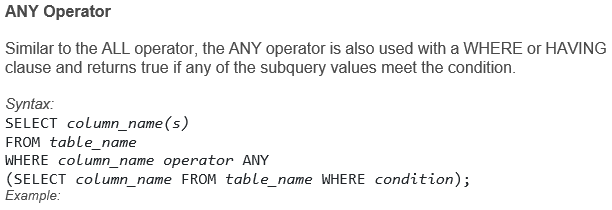 ANY Operator
Similar to the ALL operator, the ANY operator is also used with a WHERE or HAVING
clause and returns true if any of the subquery values meet the condition.
Syntax:
SELECT column_name(s)
FROM table_name
WHERE column_name operator ANY
(SELECT column_name FROM table_name WHERE condition);
Example: